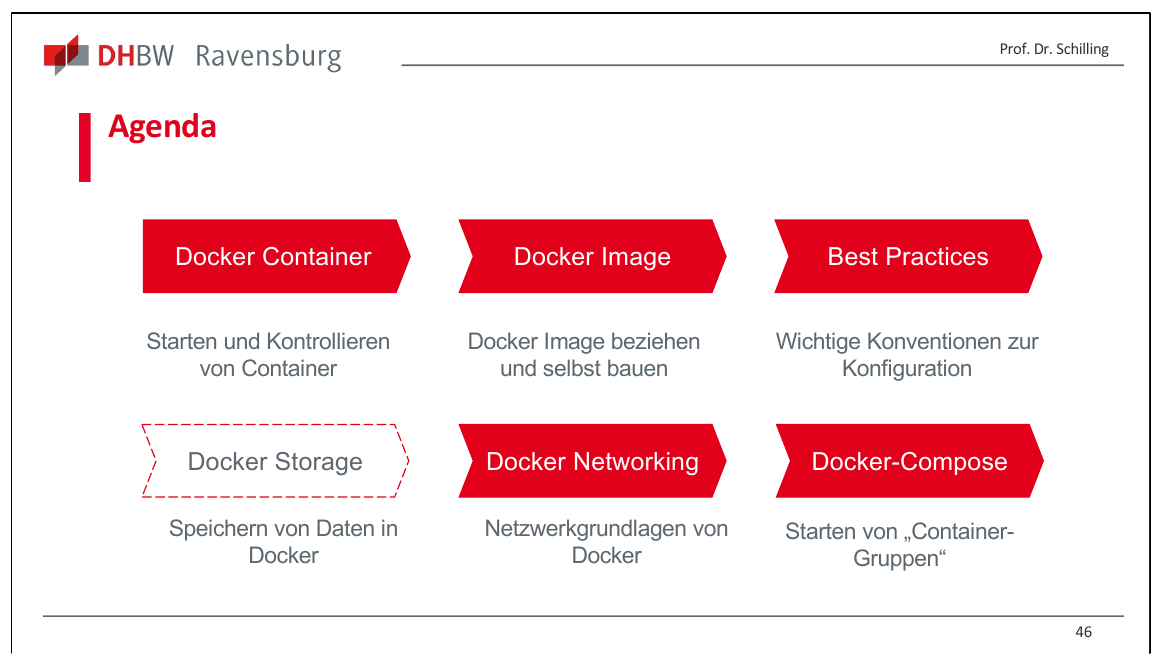 DHBW Ravensburg
Prof. Dr. Schilling
Agenda
Docker Container
Docker Image
Best Practices
Starten und Kontrollieren
von Container
Docker Image beziehen
und selbst bauen
Wichtige Konventionen zur
Konfiguration
Docker Storage
Docker Networking
Docker-Compose
Speichern von Daten in
Docker
Netzwerkgrundlagen von
Docker
Starten von „Container-
Gruppen“
46